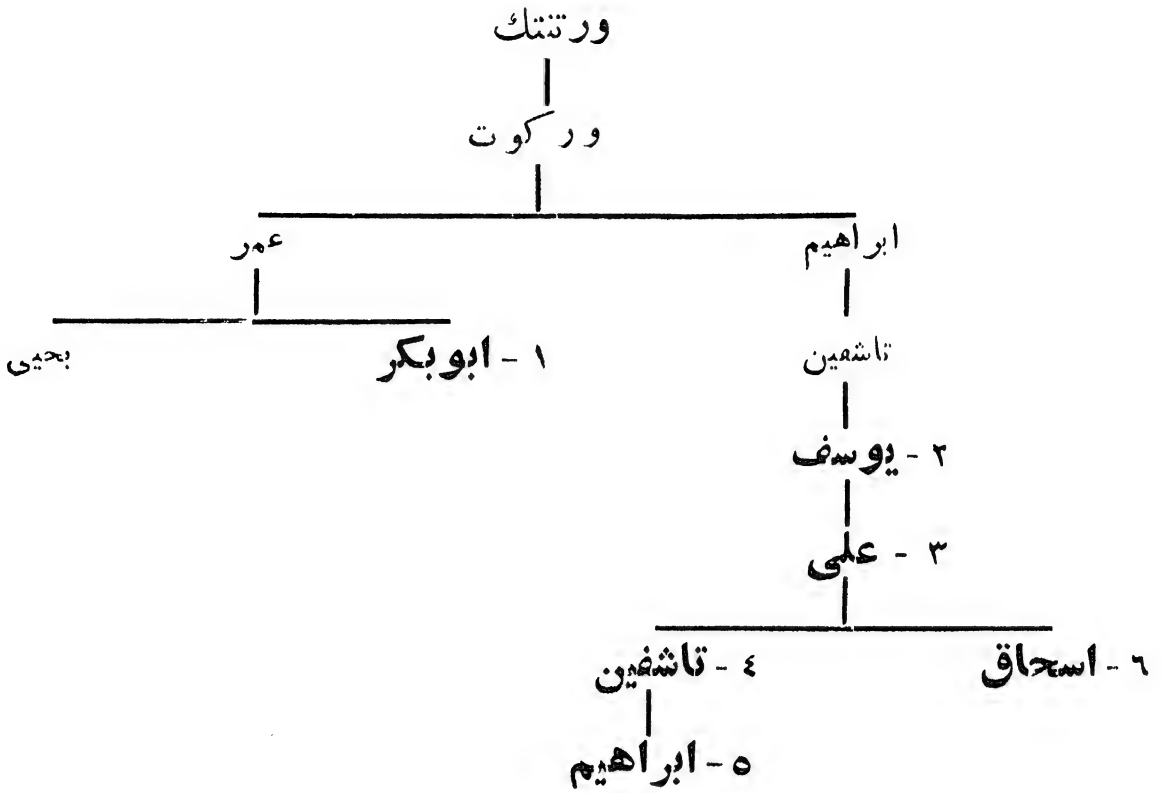 ورتنتك
وركوت
ابراهيم
عمر
تاشفين
١ - ابوبكر
يحيى
٢ - يوسف
٣ - على
٦ - اسحاق
٤ - تاشفين
٥ - ابراهيم